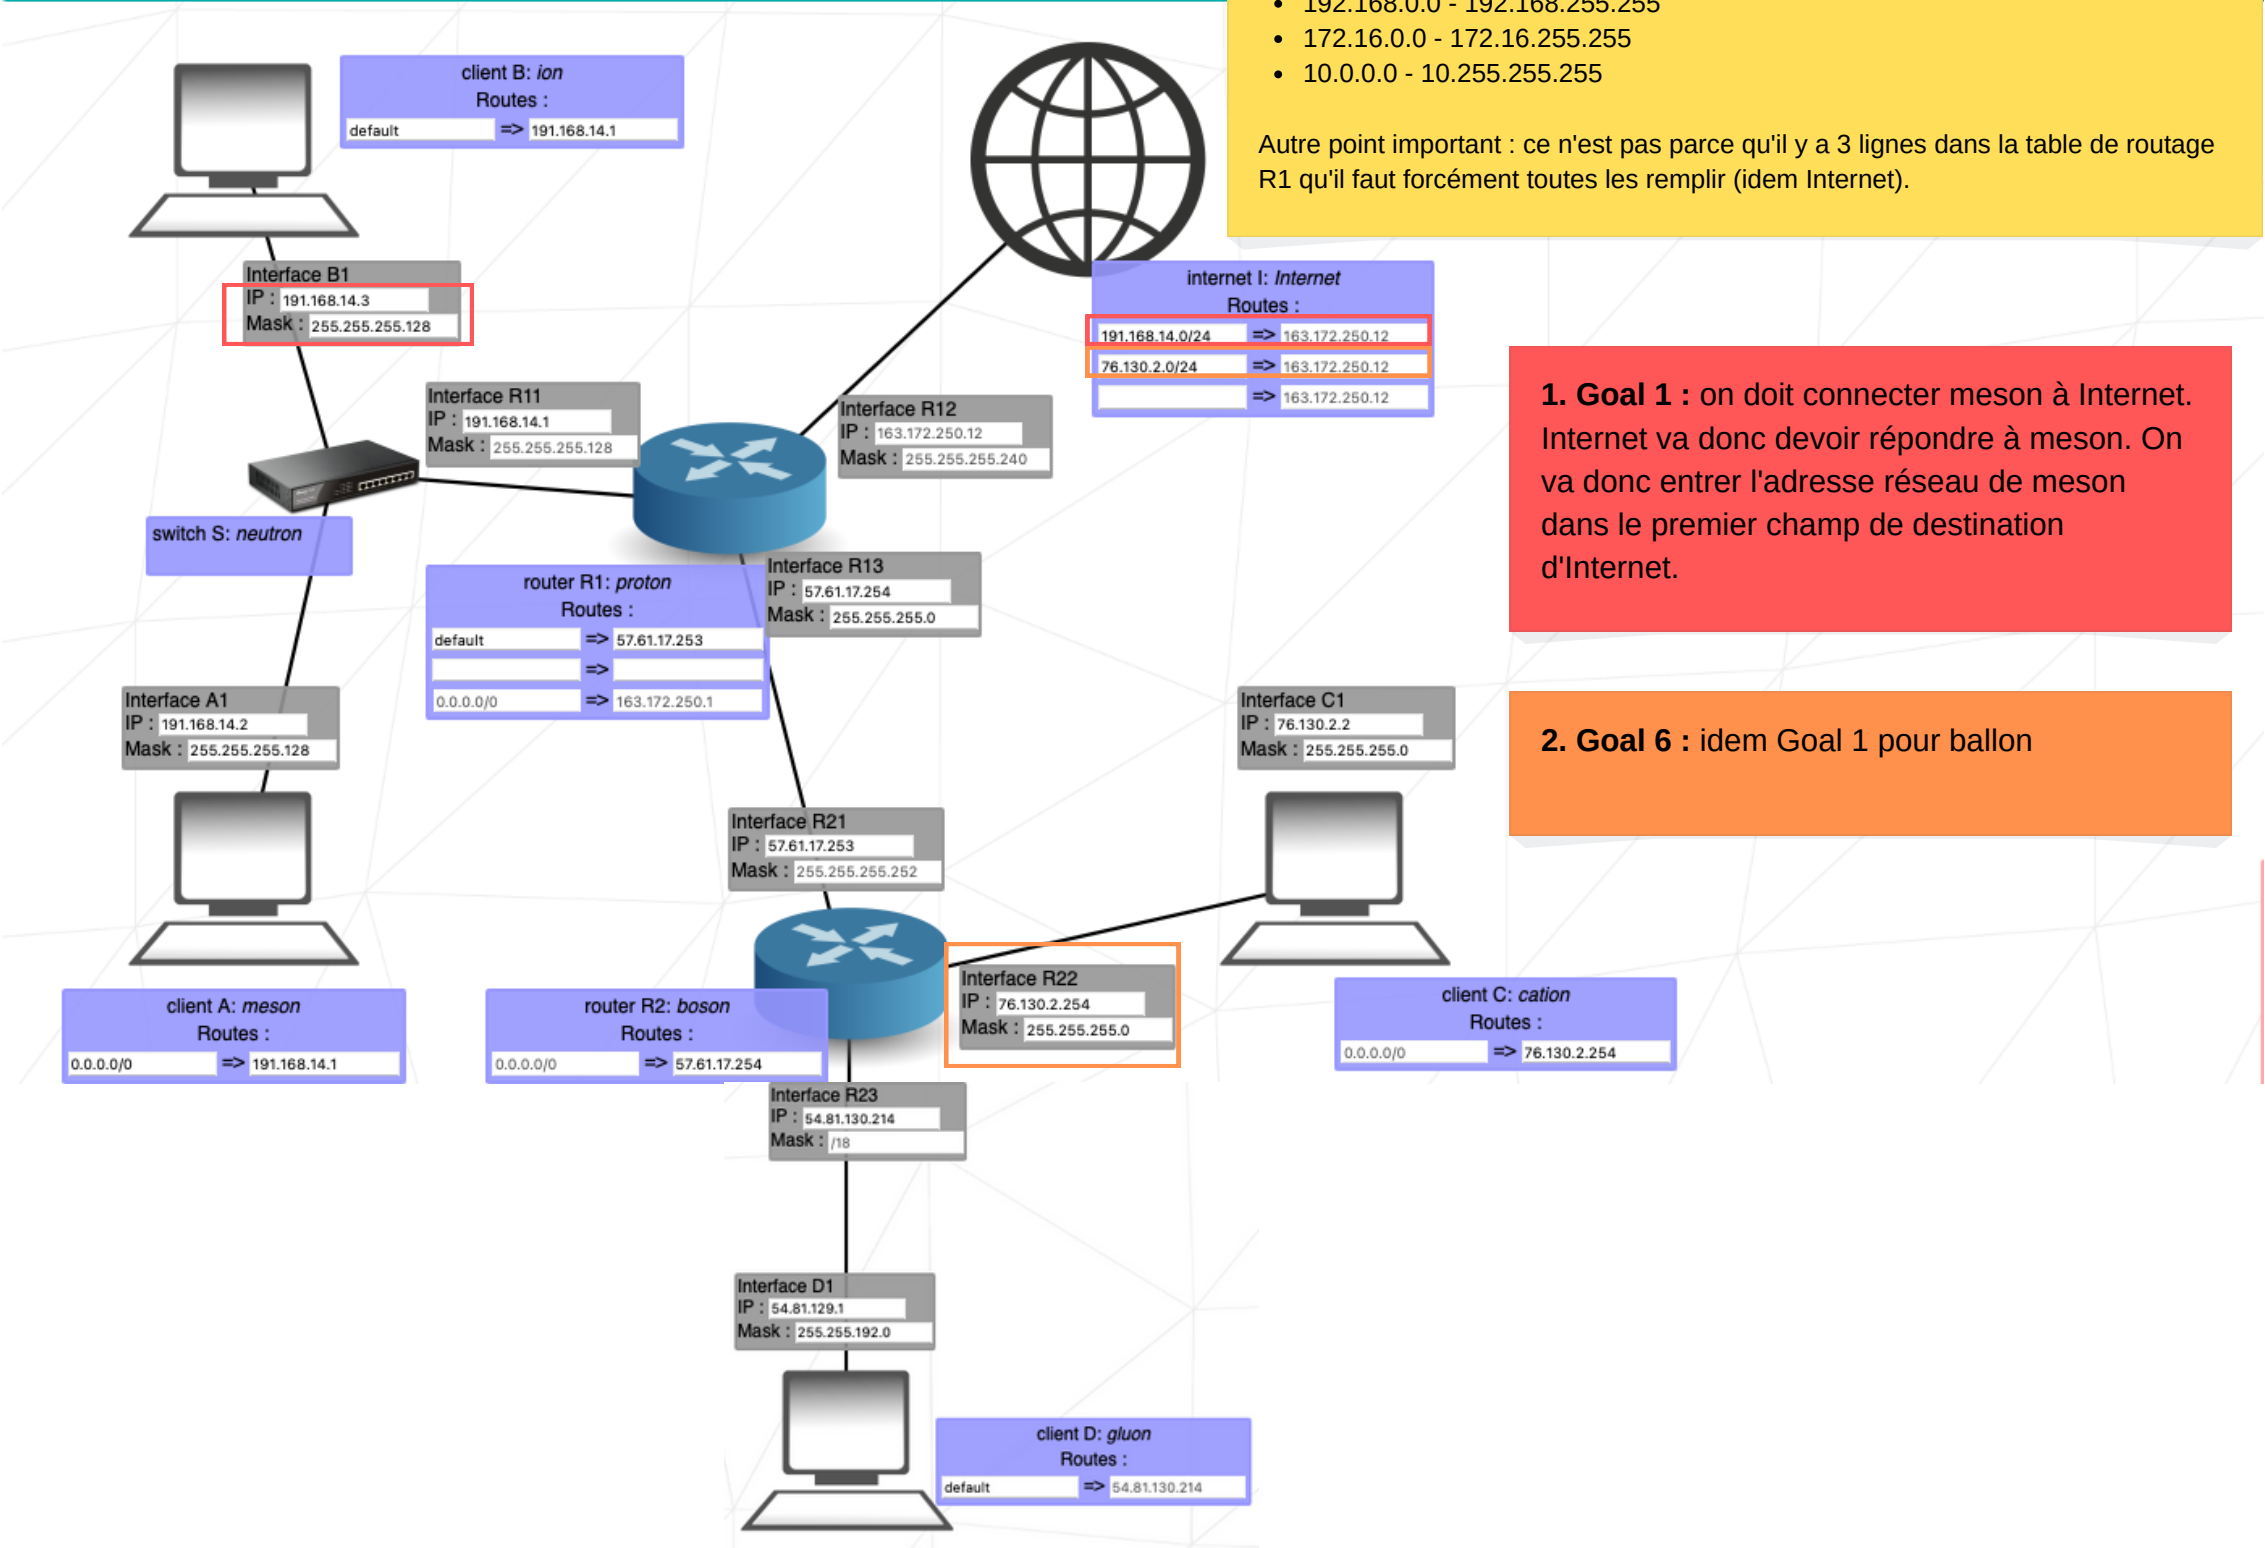 192.168.0.0 - 192.168.255.255
172.16.0.0 - 172.16.255.255
10.0.0.0 - 10.255.255.255
Autre point important : ce n'est pas parce qu'il y a 3 lignes dans la table de routage
R1 qu'il faut forcément toutes les remplir (idem Internet).
client B: ion
Routes :
default => 191.168.14.1
Interface B1
IP : 191.168.14.3
Mask : 255.255.255.128
internet I: Internet
Routes :
191.168.14.0/24 => 163.172.250.12
76.130.2.0/24 => 163.172.250.12
=> 163.172.250.12
Interface R11
IP : 191.168.14.1
Mask : 255.255.255.128
Interface R12
IP : 163.172.250.12
Mask : 255.255.255.240
1. Goal 1 : on doit connecter meson à Internet.
Internet va donc devoir répondre à meson. On
va donc entrer l'adresse réseau de meson
dans le premier champ de destination
d'Internet.
switch S: neutron
router R1: proton
Routes :
default => 57.61.17.253
=>
0.0.0.0/0 => 163.172.250.1
Interface R13
IP : 57.61.17.254
Mask : 255.255.255.0
Interface A1
IP : 191.168.14.2
Mask : 255.255.255.128
Interface C1
IP : 76.130.2.2
Mask : 255.255.255.0
2. Goal 6 : idem Goal 1 pour ballon
Interface R21
IP : 57.61.17.253
Mask : 255.255.255.252
Interface R22
IP : 76.130.2.254
Mask : 255.255.255.0
client A: meson
Routes :
0.0.0.0/0 => 191.168.14.1
router R2: boson
Routes :
0.0.0.0/0 => 57.61.17.254
client C: cation
Routes :
0.0.0.0/0 => 76.130.2.254
Interface R23
IP : 54.81.130.214
Mask : /18
Interface D1
IP : 54.81.129.1
Mask : 255.255.192.0
client D: gluon
Routes :
default => 54.81.130.214